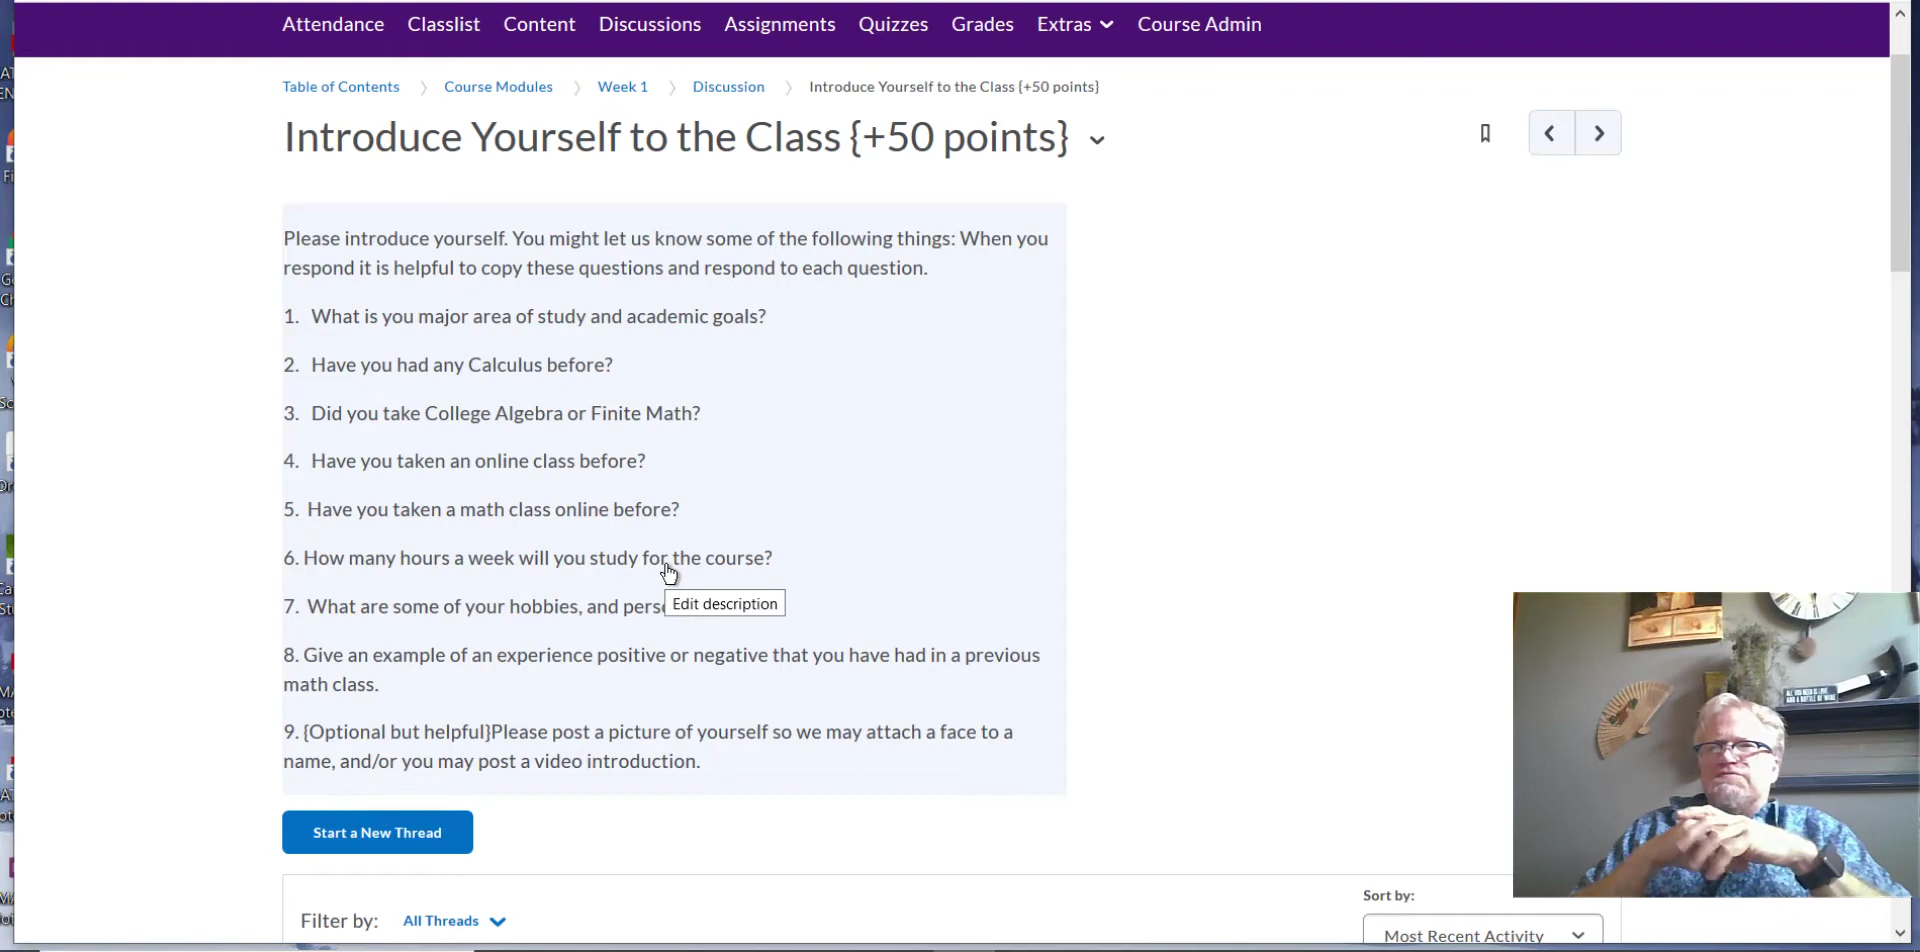 Attendance Classlist Content Discussions Assignments Quizzes Grades Extras Course Admin
Table of Contents Course Modules Week 1 Discussion Introduce Yourself to the Class {+50 points}
Introduce Yourself to the Class {+50 points}
Please introduce yourself. You might let us know some of the following things: When you
respond it is helpful to copy these questions and respond to each question.
1. What is you major area of study and academic goals?
2. Have you had any Calculus before?
3. Did you take College Algebra or Finite Math?
4. Have you taken an online class before?
5. Have you taken a math class online before?
6. How many hours a week will you study for the course?
7. What are some of your hobbies, and pers
Edit description
8. Give an example of an experience positive or negative that you have had in a previous
math class.
9. {Optional but helpful}Please post a picture of yourself so we may attach a face to a
name, and/or you may post a video introduction.
ALL YOU NEED IS LOVE
AND A BOTTLE OF WINE
Start a New Thread
Sort by:
Filter by: All Threads
Most Recent Activity